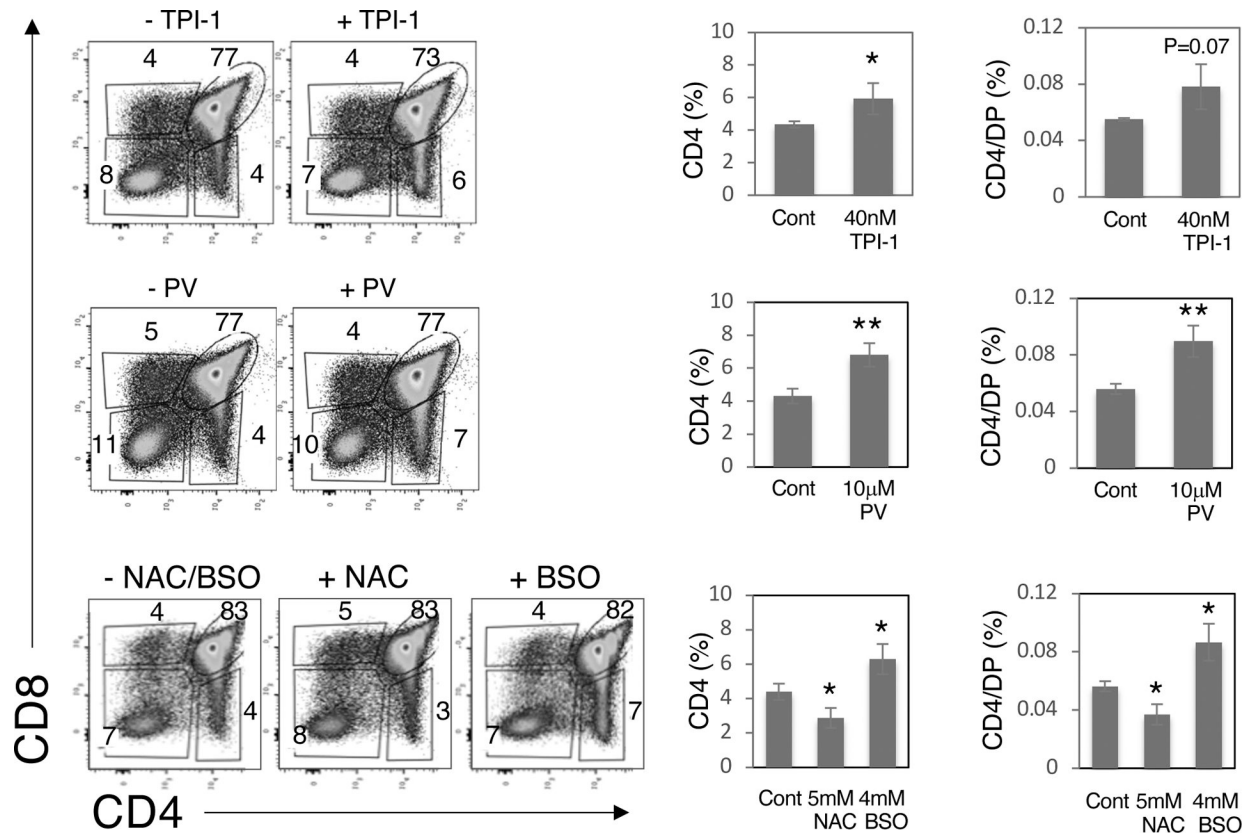 - TPI-1
+ TPI-1
4
77
8
4
4
73
7
6
CD4 (%)
10
8
6
4
2
0
*
Cont
40nM
TPI-1
CD4/DP (%)
0.12
0.08
0.04
0
P=0.07
Cont
40nM
TPI-1
- PV
+ PV
5
77
11
4
4
77
10
7
CD4 (%)
10
8
6
4
2
0
**
Cont
10μM
PV
CD4/DP (%)
0.12
0.08
0.04
0
**
Cont
10μM
PV
- NAC/BSO
+ NAC
+ BSO
4
83
7
4
5
83
8
3
4
82
7
7
CD4 (%)
10
8
6
4
2
0
*
*
Cont 5mM 4mM
NAC BSO
CD4/DP (%)
0.12
0.08
0.04
0
*
*
Cont 5mM 4mM
NAC BSO
CD8
CD4